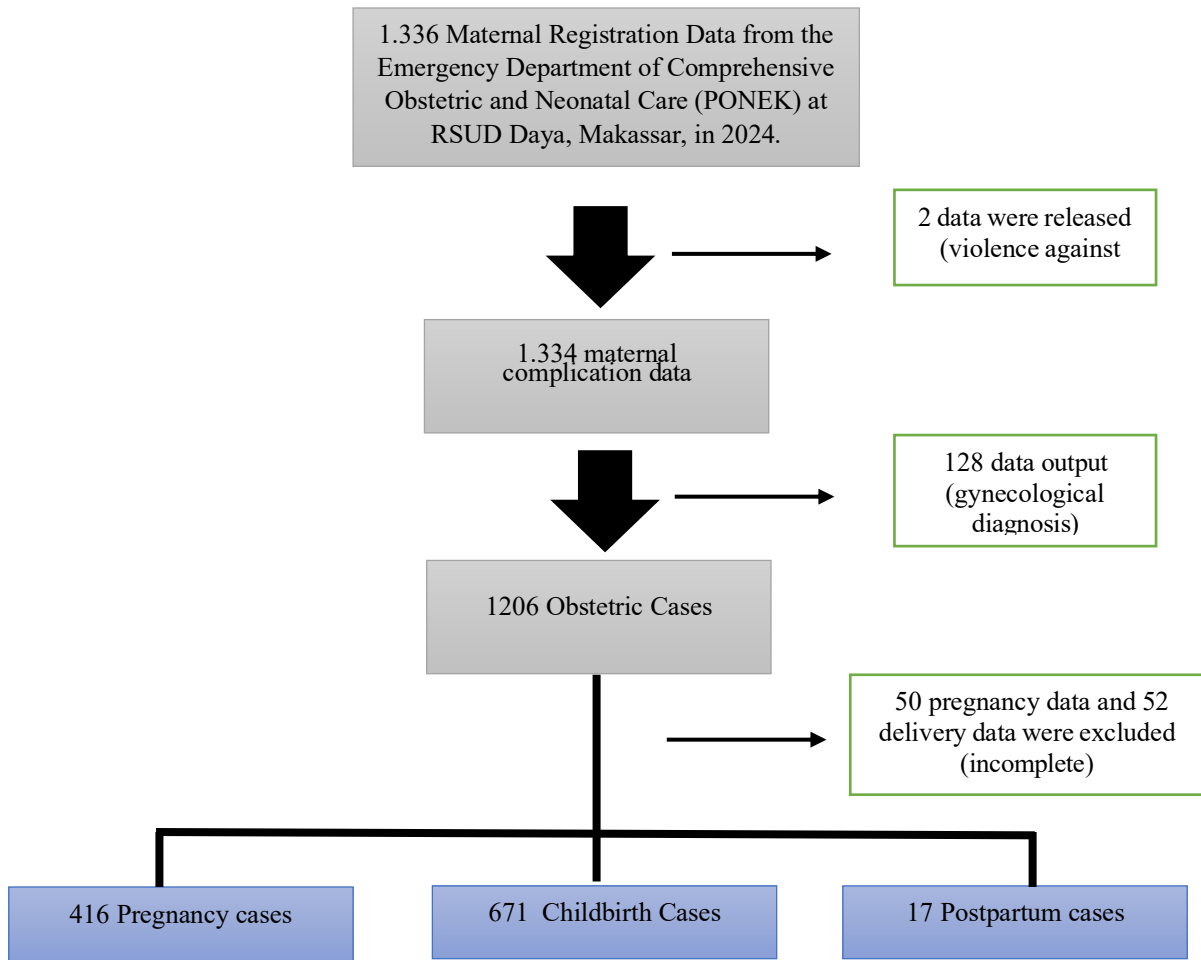 1.336 Maternal Registration Data from the
Emergency Department of Comprehensive
Obstetric and Neonatal Care (PONEK) at
RSUD Daya, Makassar, in 2024.
2 data were released
(violence against
1.334 maternal
complication data
128 data output
(gynecological
diagnosis)
1206 Obstetric Cases
50 pregnancy data and 52
delivery data were excluded
(incomplete)
416 Pregnancy cases
671 Childbirth Cases
17 Postpartum cases